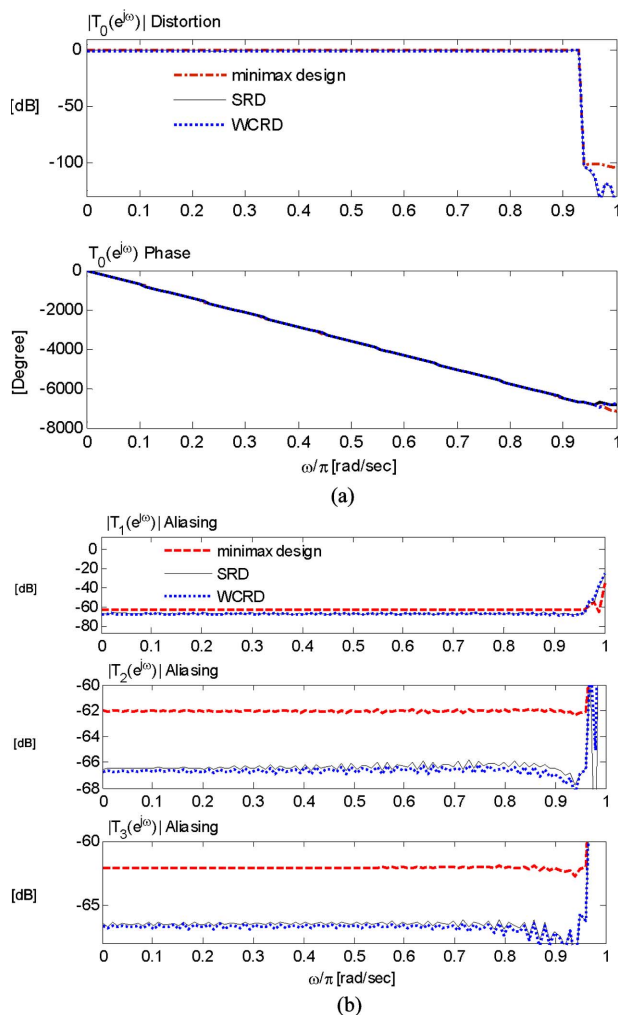 |T₀(e^jω)| Distortion
0
-50
-100
[dB]
minimax design
SRD
WCRD
0 0.1 0.2 0.3 0.4 0.5 0.6 0.7 0.8 0.9 1
T₀(e^jω) Phase
0
-2000
-4000
-6000
-8000
[Degree]
0 0.1 0.2 0.3 0.4 0.5 0.6 0.7 0.8 0.9 1
ω/π [rad/sec]
(a)
|T₁(e^jω)| Aliasing
0
-20
-40
-60
-80
[dB]
minimax design
SRD
WCRD
0 0.1 0.2 0.3 0.4 0.5 0.6 0.7 0.8 0.9 1
|T₂(e^jω)| Aliasing
-60
-62
-64
-66
-68
[dB]
0 0.1 0.2 0.3 0.4 0.5 0.6 0.7 0.8 0.9 1
|T₃(e^jω)| Aliasing
-60
-65
[dB]
0 0.1 0.2 0.3 0.4 0.5 0.6 0.7 0.8 0.9 1
ω/π [rad/sec]
(b)